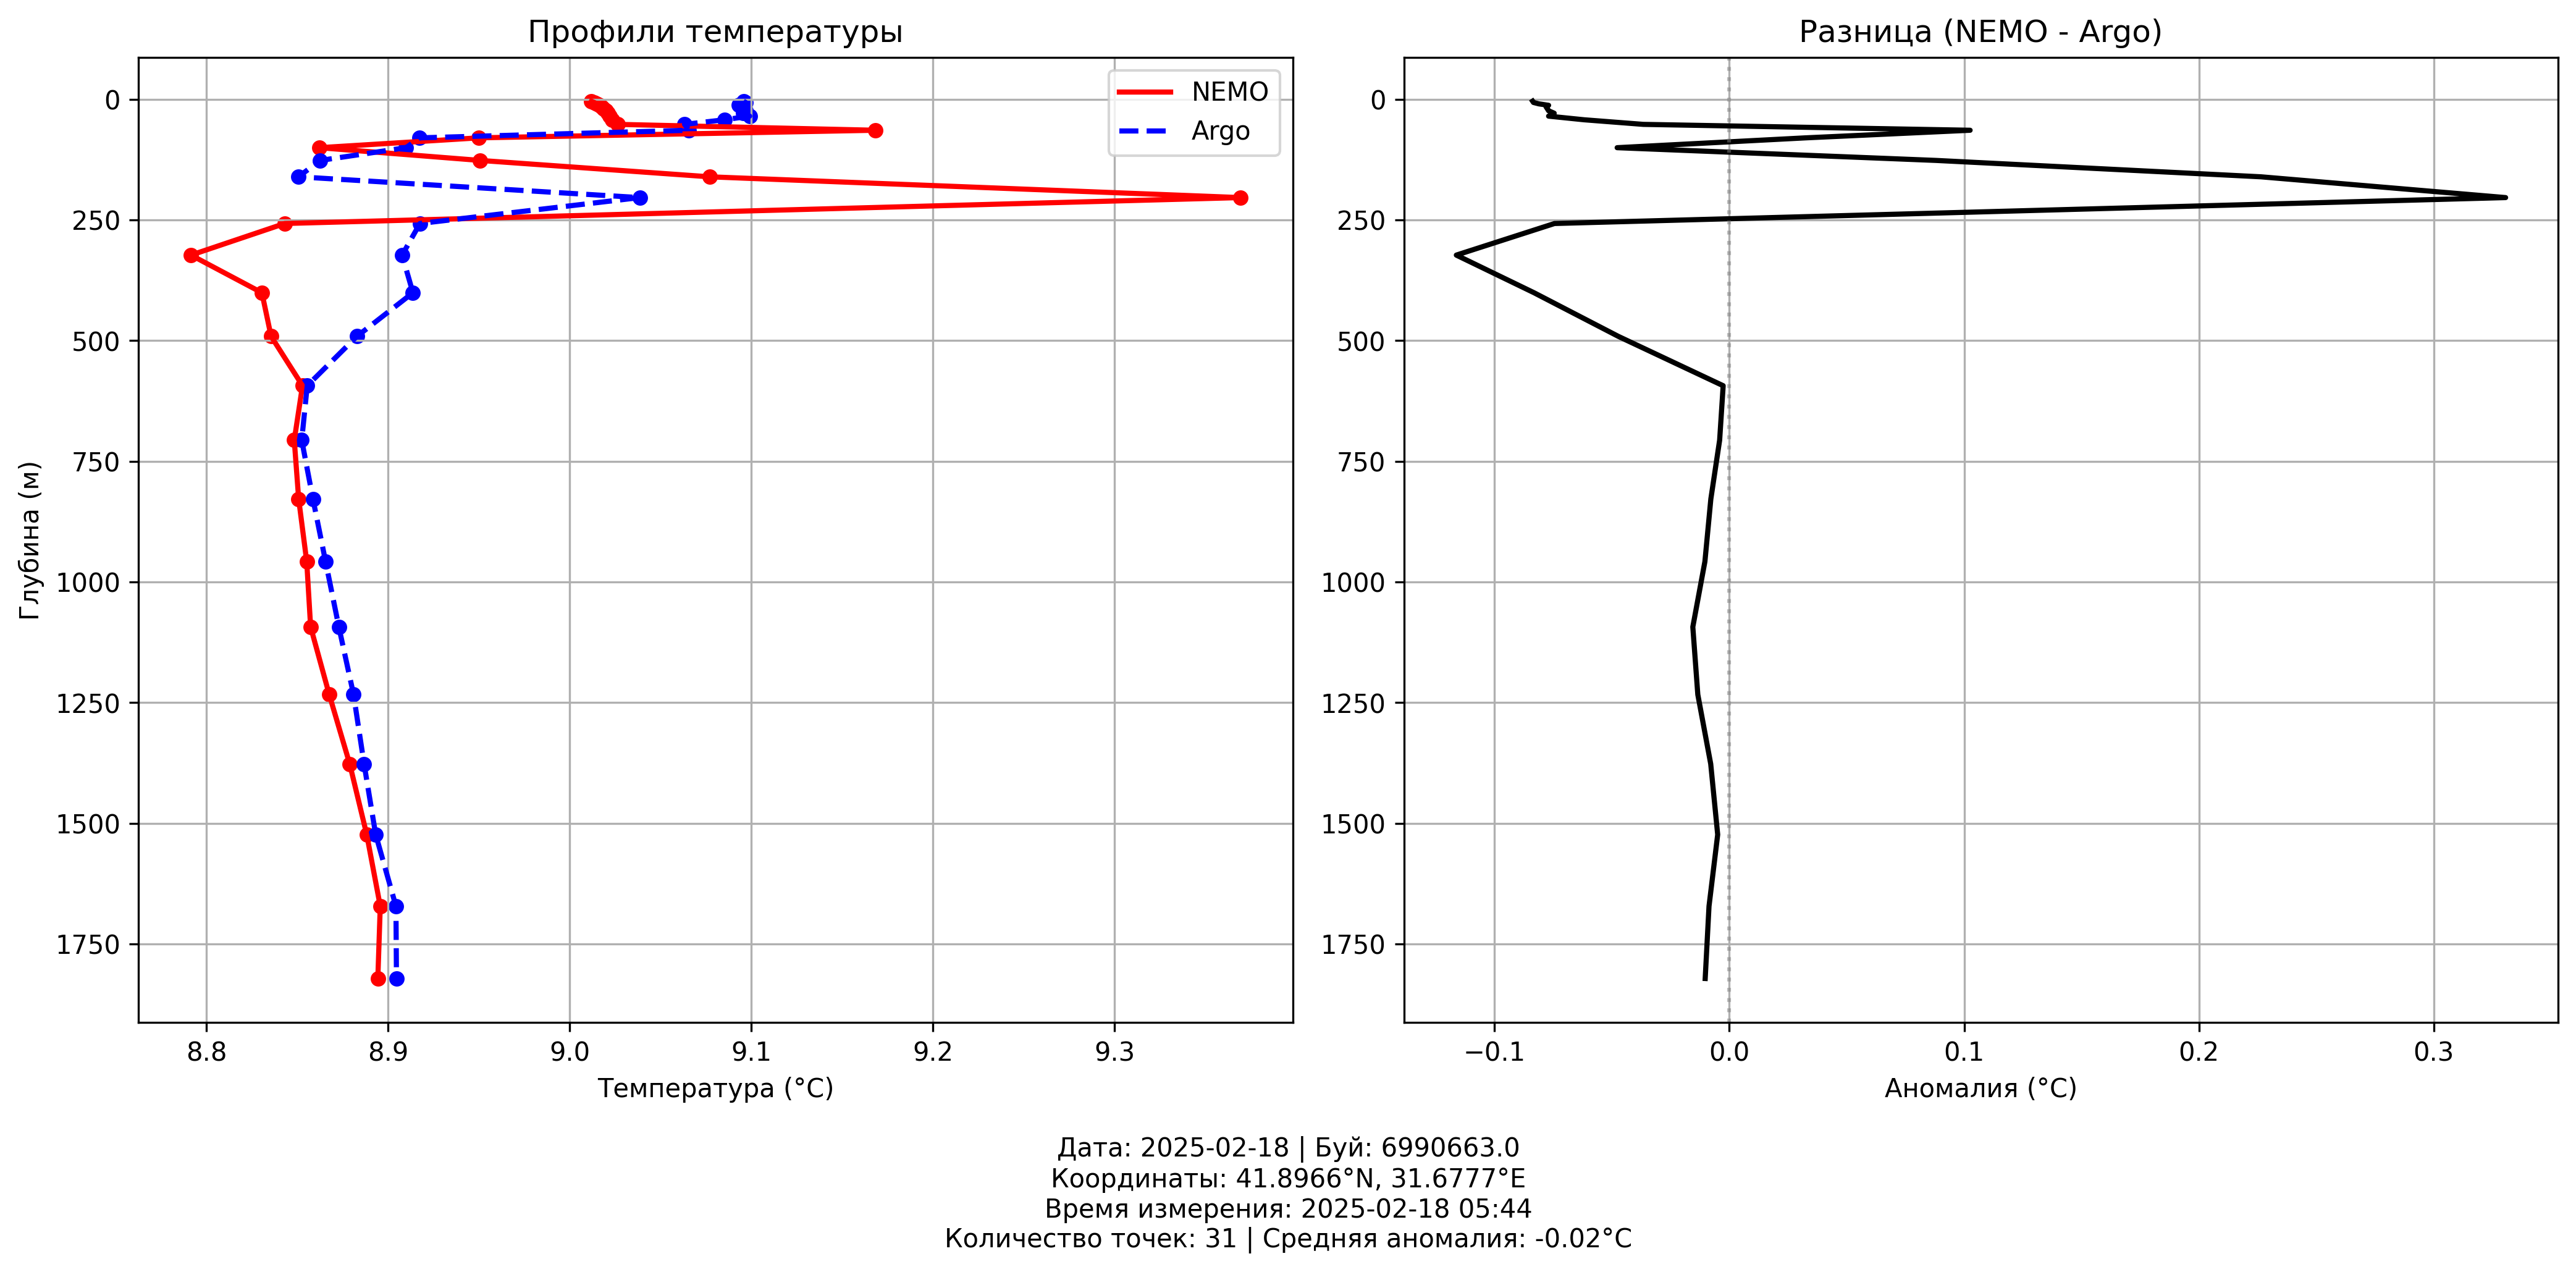 Профили температуры
NEMO
Argo
0
250
500
750
1000
1250
1500
1750
Глубина (м)
8.8 8.9 9.0 9.1 9.2 9.3
Температура (°C)
Разница (NEMO - Argo)
0
250
500
750
1000
1250
1500
1750
−0.1 0.0 0.1 0.2 0.3
Аномалия (°C)
Дата: 2025-02-18 | Буй: 6990663.0
Координаты: 41.8966°N, 31.6777°E
Время измерения: 2025-02-18 05:44
Количество точек: 31 | Средняя аномалия: -0.02°C